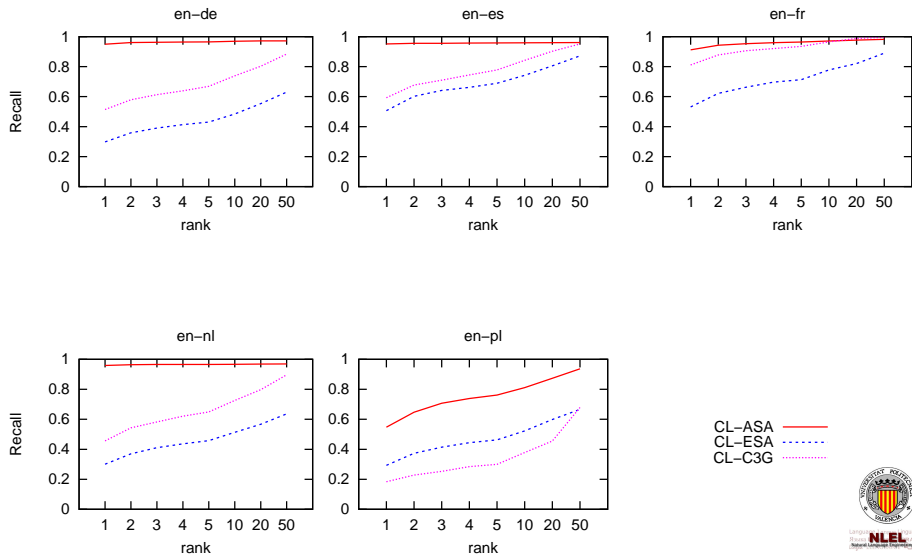 en-de
en-es
en-fr
Recall
1
0.8
0.6
0.4
0.2
0
1 2 3 4 5 10 20 50
rank
1
0.8
0.6
0.4
0.2
0
1 2 3 4 5 10 20 50
rank
1
0.8
0.6
0.4
0.2
0
1 2 3 4 5 10 20 50
rank
en-nl
en-pl
Recall
1
0.8
0.6
0.4
0.2
0
1 2 3 4 5 10 20 50
rank
1
0.8
0.6
0.4
0.2
0
1 2 3 4 5 10 20 50
rank
CL-ASA
CL-ESA
CL-C3G
UNIVERSITAT POLITECNICA
VALENCIA
NLEL
Natural Language Engineering